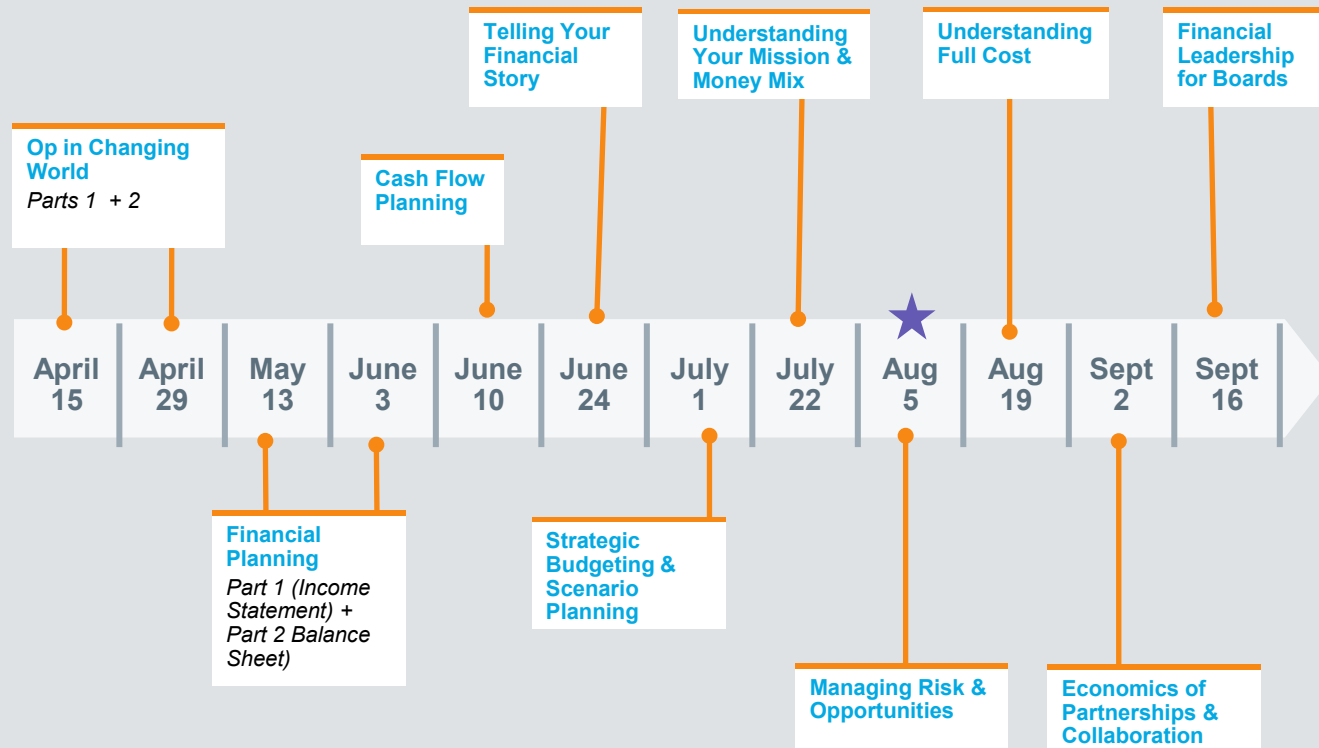 Telling Your
Financial
Story
Understanding
Your Mission &
Money Mix
Understanding
Full Cost
Financial
Leadership
for Boards
Op in Changing
World
Parts 1 + 2
Cash Flow
Planning
April
15
April
29
May
13
June
3
June
10
June
24
July
1
July
22
Aug
5
Aug
19
Sept
2
Sept
16
Financial
Planning
Part 1 (Income
Statement) +
Part 2 Balance
Sheet)
Strategic
Budgeting &
Scenario
Planning
Managing Risk &
Opportunities
Economics of
Partnerships &
Collaboration